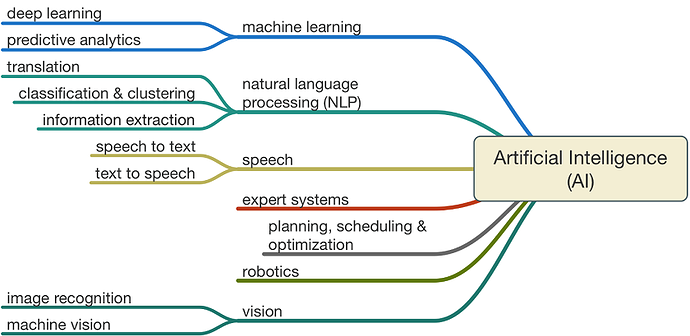 deep learning
predictive analytics
machine learning
translation
classification & clustering
information extraction
natural language
processing (NLP)
speech to text
text to speech
speech
expert systems
planning, scheduling &
optimization
robotics
image recognition
machine vision
vision
Artificial Intelligence
(AI)